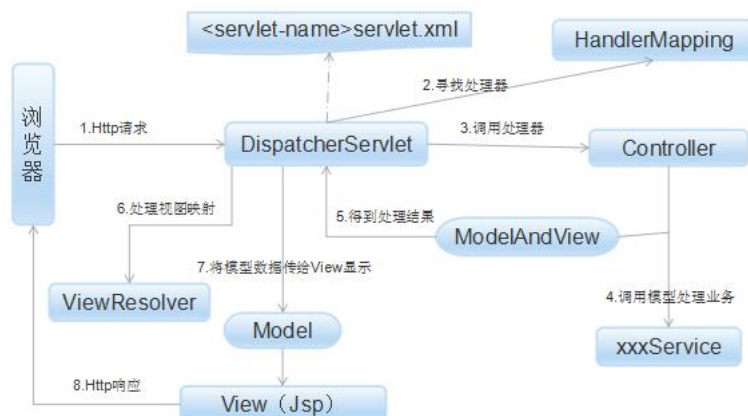 <servlet-name>servlet.xml
HandlerMapping
2.寻找处理器
浏览器
1.Http请求
DispatcherServlet
3.调用处理器
Controller
6.处理视图映射
5.得到处理结果
ModelAndView
7.将模型数据传给View显示
ViewResolver
4.调用模型处理业务
Model
xxxService
8.Http响应
View（Jsp）